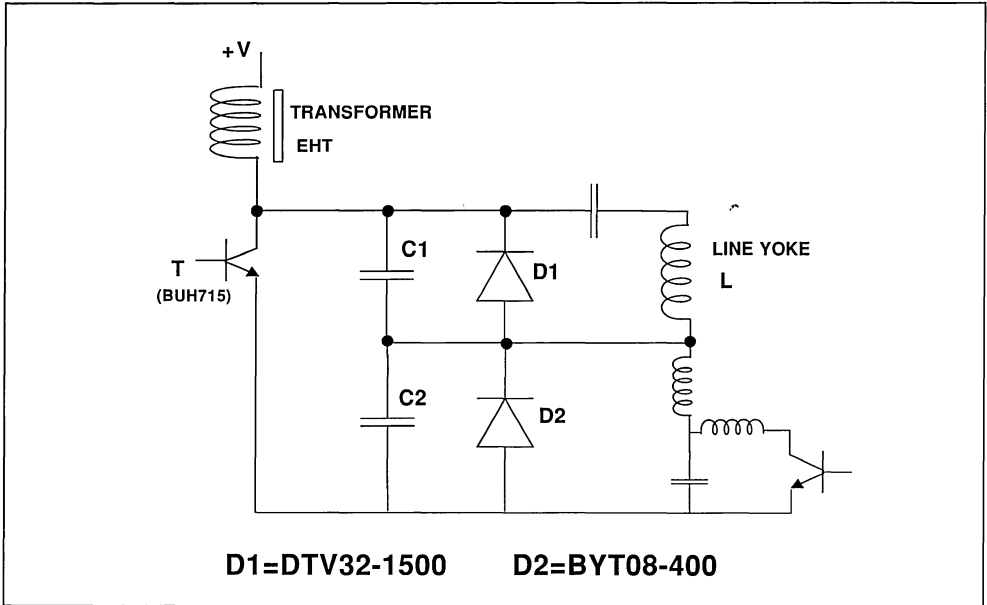 +V
TRANSFORMER
EHT
C1
D1
LINE YOKE
L
T
(BUH715)
C2
D2
D1=DTV32-1500 D2=BYT08-400